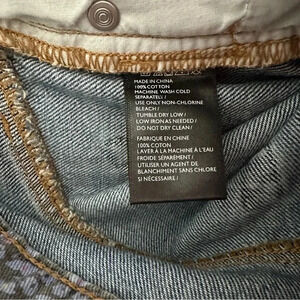 MADE IN CHINA
100% COTTON
MACHINE WASH COLD
SEPARATELY /
USE ONLY NON-CHLORINE
BLEACH /
TUMBLE DRY LOW /
LOW IRON AS NEEDED /
DO NOT DRY CLEAN /
FABRIQUE EN CHINE
100% COTTON
LAVER À LA MACHINE À L'EAU
FROIDE SÉPARÉMENT /
UTILISER UN AGENT DE
BLANCHIMENT SANS CHLORE
SI NÉCESSAIRE /